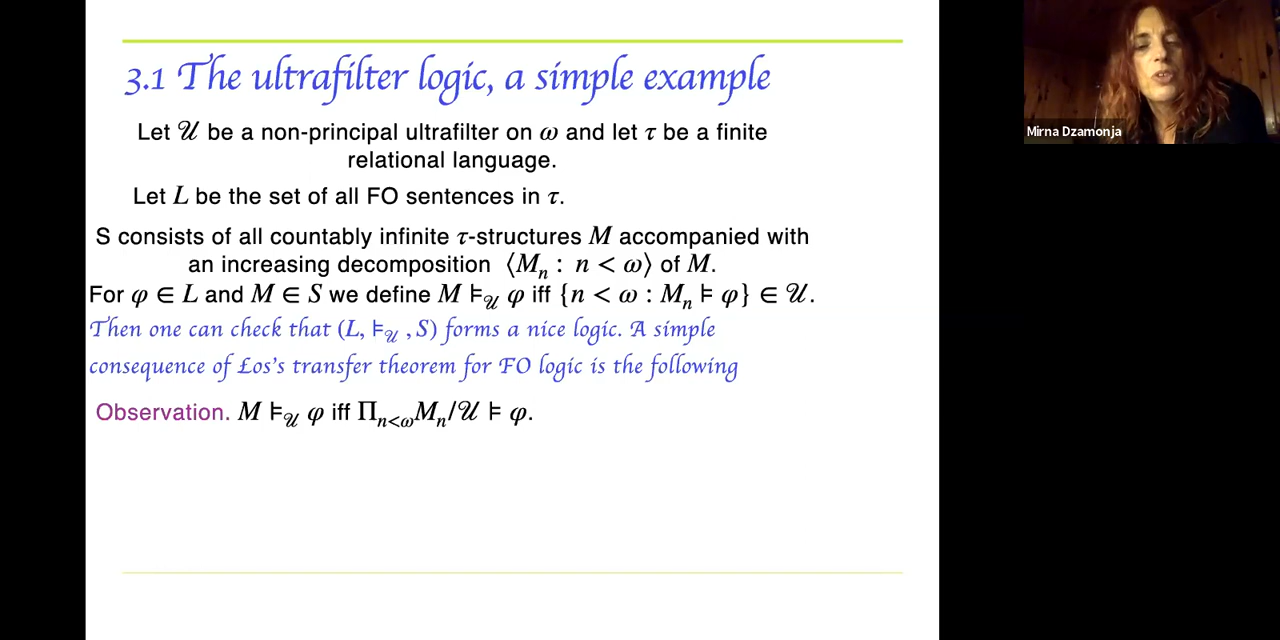 3.1 The ultrafilter logic, a simple example
Let 𝒰 be a non-principal ultrafilter on ω and let τ be a finite
relational language.
Let L be the set of all FO sentences in τ.
S consists of all countably infinite τ-structures M accompanied with
an increasing decomposition ⟨Mₙ : n < ω⟩ of M.
For φ ∈ L and M ∈ S we define M ⊨_𝒰 φ iff {n < ω : Mₙ ⊨ φ} ∈ 𝒰.
Then one can check that (L, ⊨_𝒰 , S) forms a nice logic. A simple
consequence of Łos's transfer theorem for FO logic is the following
Observation. M ⊨_𝒰 φ iff Π_{n<ω}Mₙ/𝒰 ⊨ φ.
Mirna Dzamonja